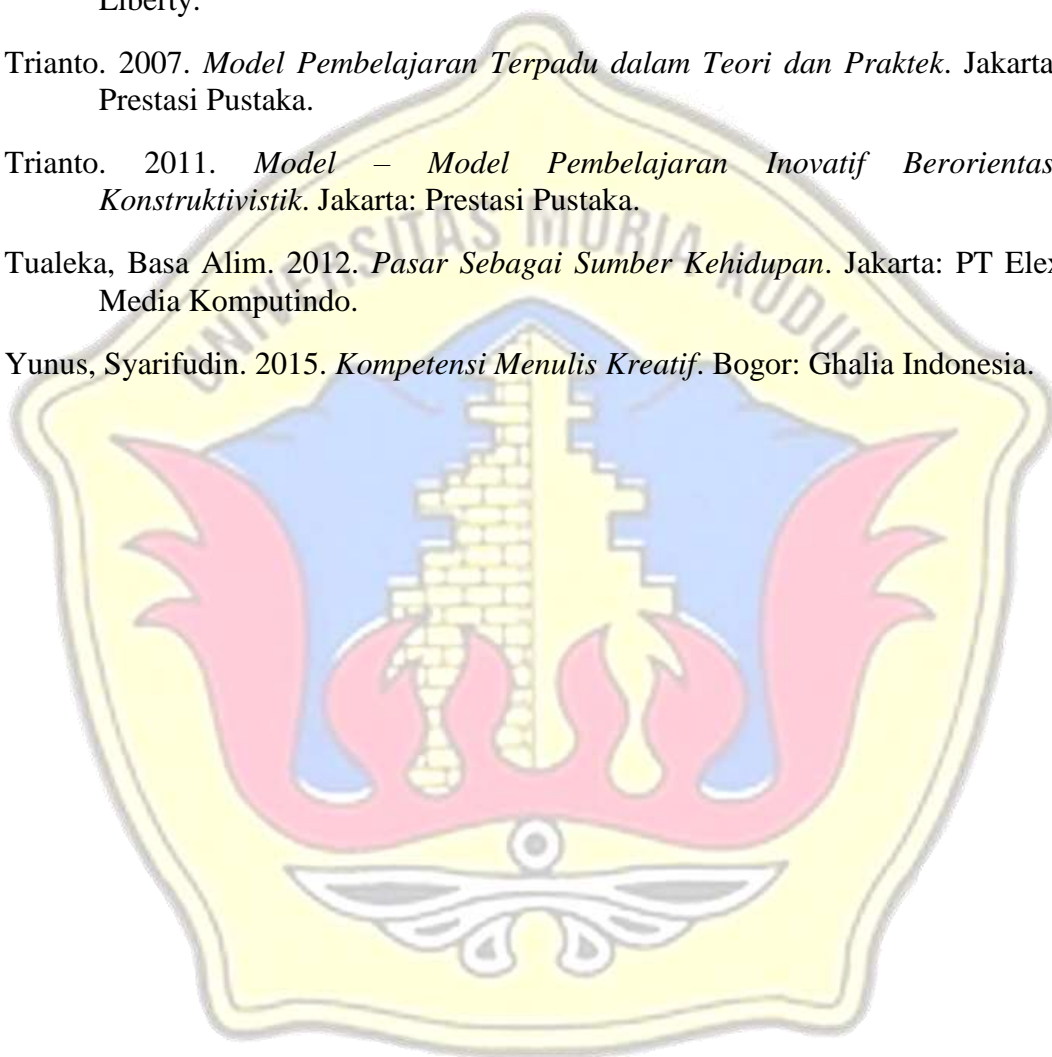 Liberty.
Trianto. 2007. Model Pembelajaran Terpadu dalam Teori dan Praktek. Jakarta
Prestasi Pustaka.
Trianto. 2011. Model – Model Pembelajaran Inovatif Berorientas
Konstruktivistik. Jakarta: Prestasi Pustaka.
Tualeka, Basa Alim. 2012. Pasar Sebagai Sumber Kehidupan. Jakarta: PT Elex
Media Komputindo.
Yunus, Syarifudin. 2015. Kompetensi Menulis Kreatif. Bogor: Ghalia Indonesia.
UNIVERSITAS MURIA KUDUS